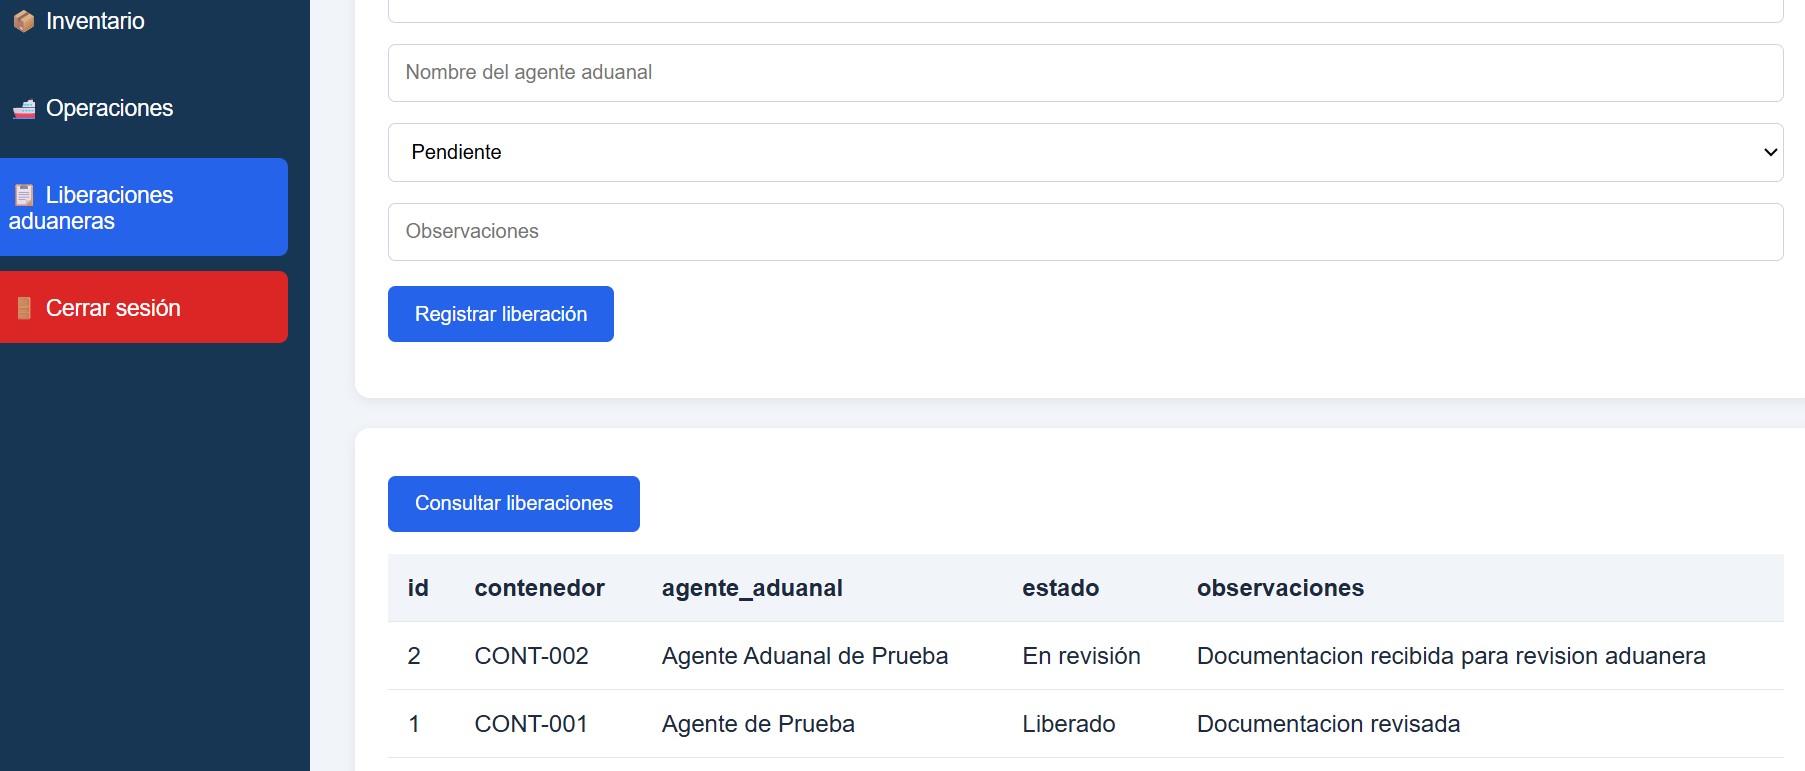 Inventario
Operaciones
Liberaciones
aduaneras
Cerrar sesión
Nombre del agente aduanal
Pendiente
Observaciones
Registrar liberación
Consultar liberaciones
id contenedor agente_aduanal estado observaciones
2 CONT-002 Agente Aduanal de Prueba En revisión Documentacion recibida para revision aduanera
1 CONT-001 Agente de Prueba Liberado Documentacion revisada